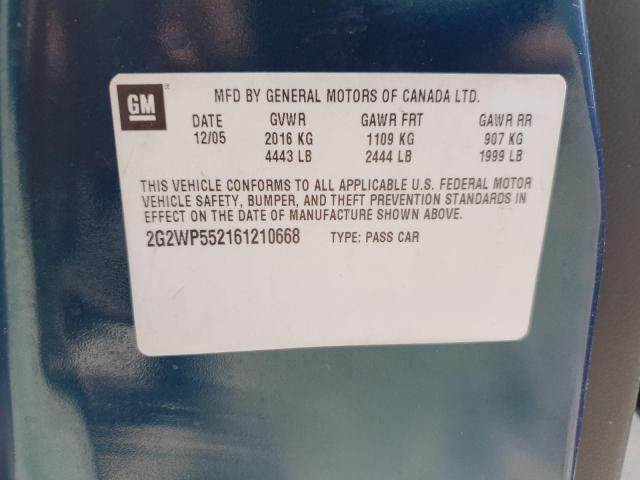 GM
MFD BY GENERAL MOTORS OF CANADA LTD.
DATE GVWR GAWR FRT GAWR RR
12/05 2016 KG 1109 KG 907 KG
4443 LB 2444 LB 1999 LB
THIS VEHICLE CONFORMS TO ALL APPLICABLE U.S. FEDERAL MOTOR
VEHICLE SAFETY, BUMPER, AND THEFT PREVENTION STANDARDS IN
EFFECT ON THE DATE OF MANUFACTURE SHOWN ABOVE.
2G2WP552161210668 TYPE: PASS CAR